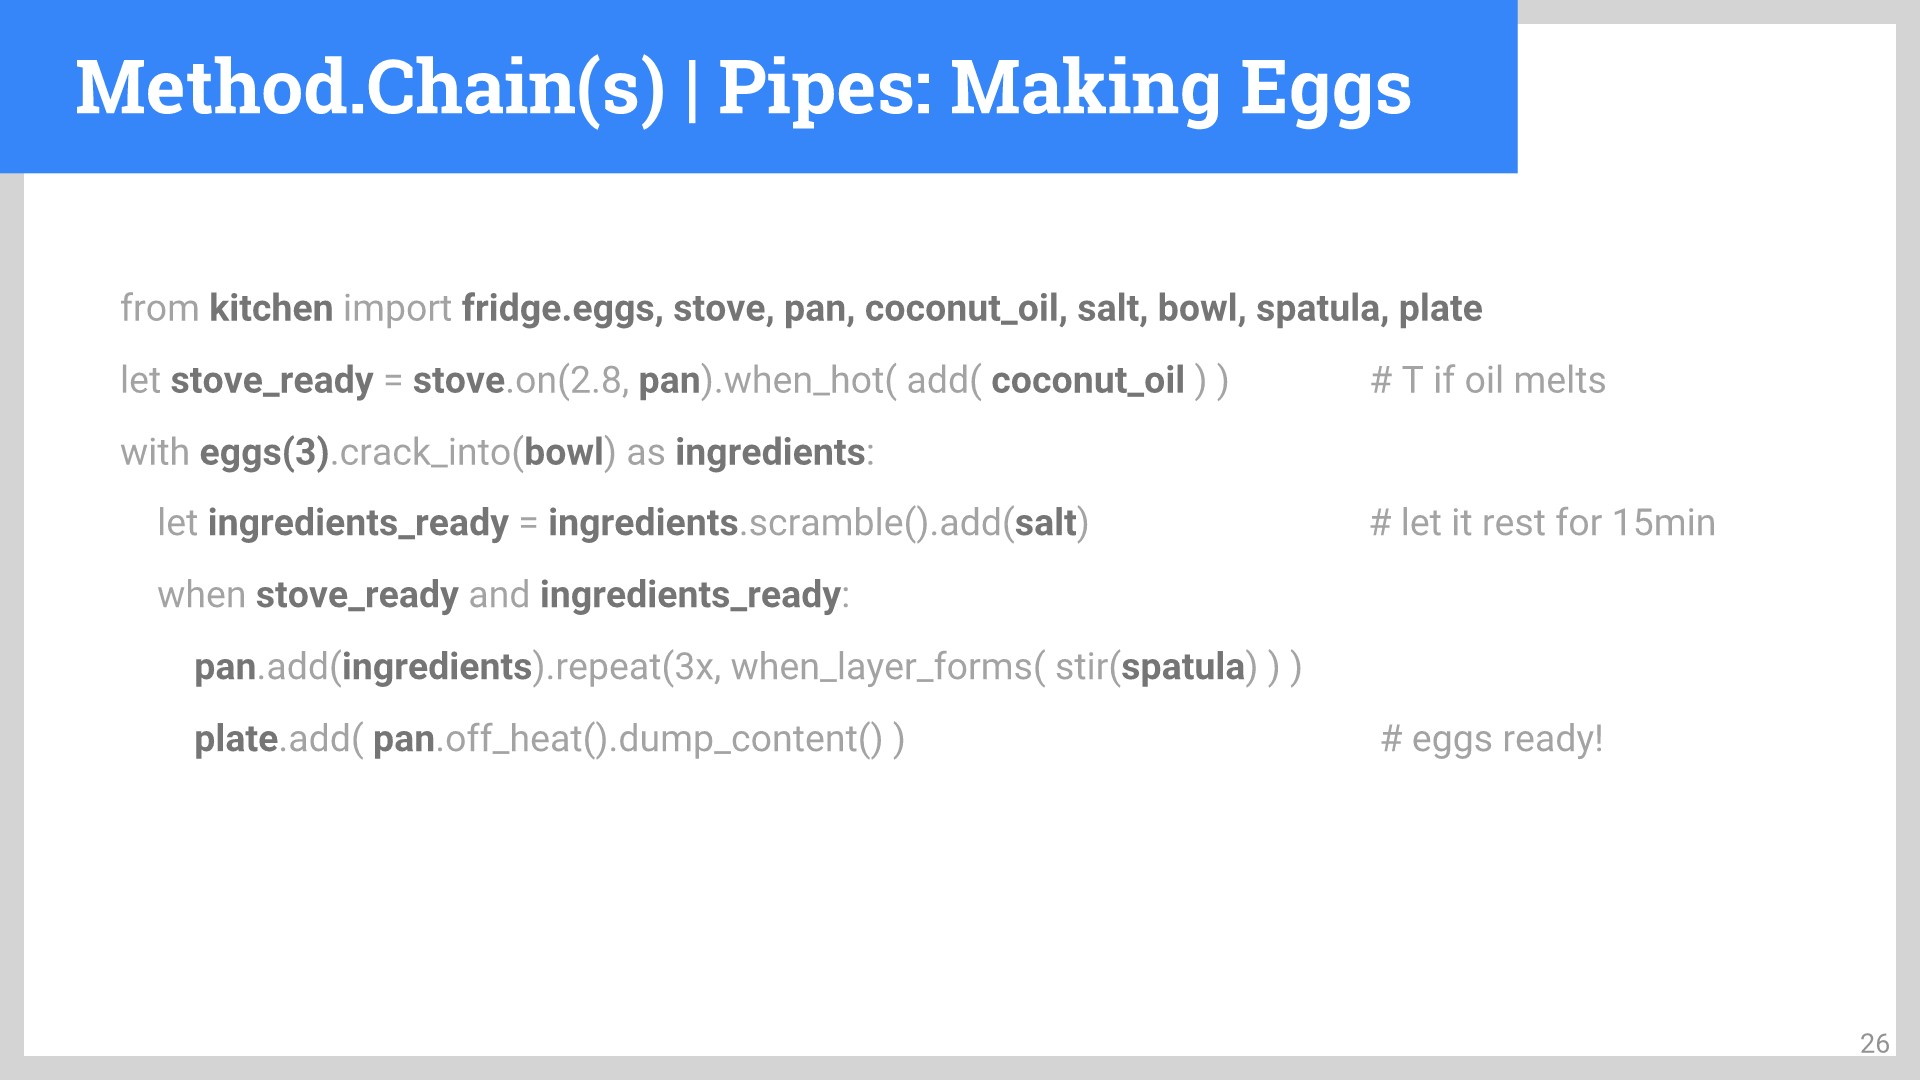 Method.Chain(s) | Pipes: Making Eggs
from kitchen import fridge.eggs, stove, pan, coconut_oil, salt, bowl, spatula, plate
let stove_ready = stove.on(2.8, pan).when_hot( add( coconut_oil ) ) # T if oil melts
with eggs(3).crack_into(bowl) as ingredients:
let ingredients_ready = ingredients.scramble().add(salt) # let it rest for 15min
when stove_ready and ingredients_ready:
pan.add(ingredients).repeat(3x, when_layer_forms( stir(spatula) ) )
plate.add( pan.off_heat().dump_content() ) # eggs ready!
26